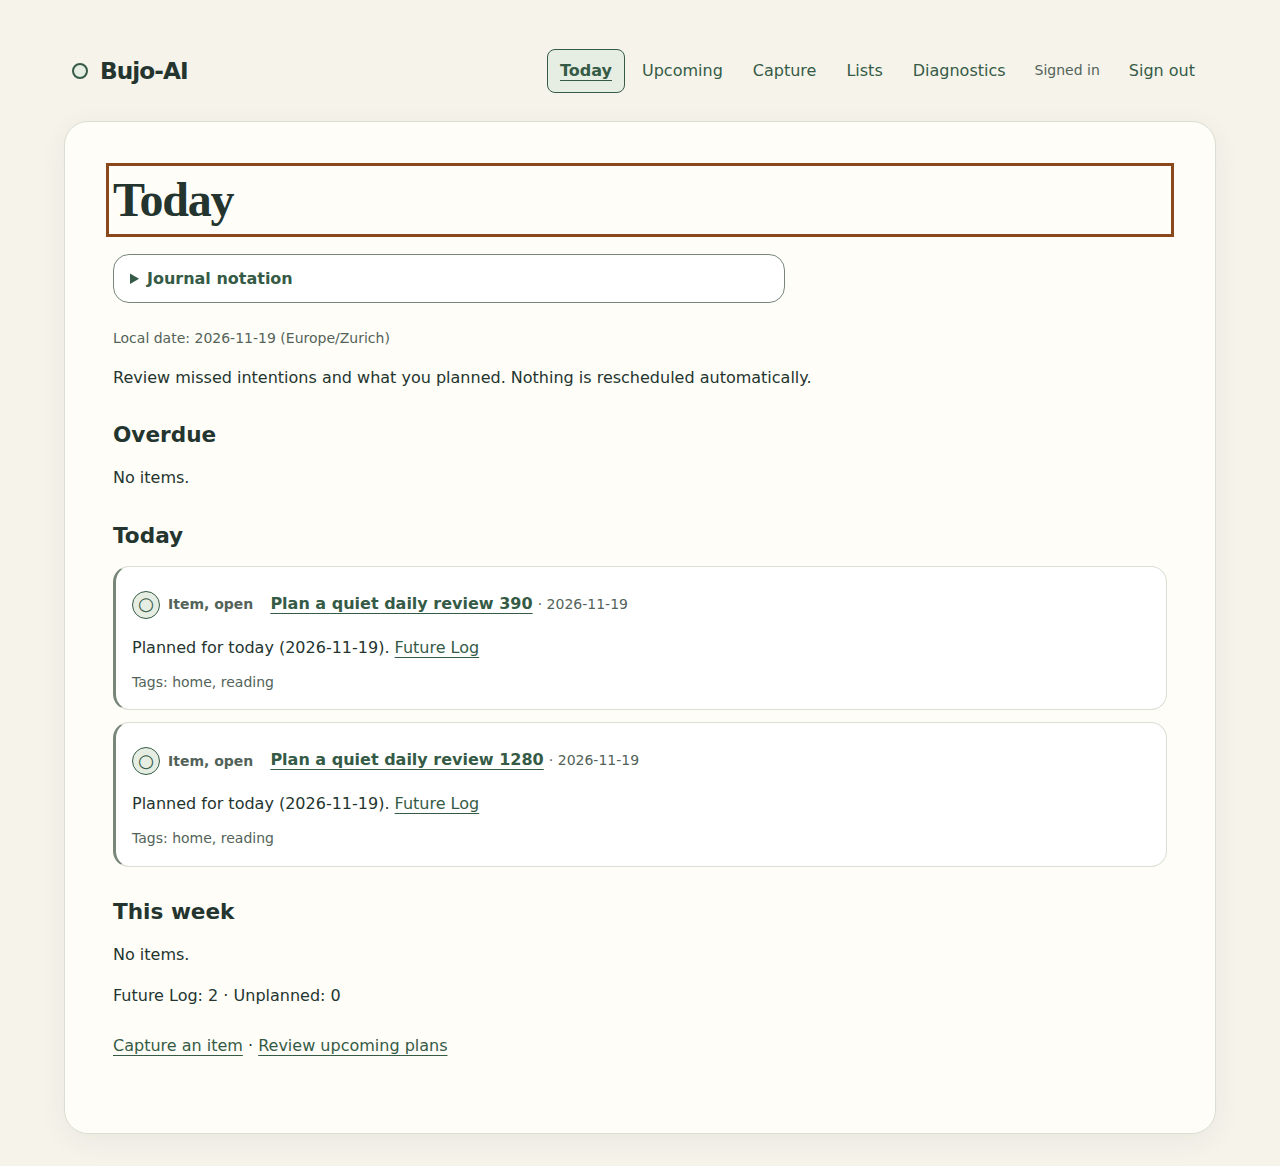 Bujo-AI
Today Upcoming Capture Lists Diagnostics Signed in Sign out
Today
Journal notation
Local date: 2026-11-19 (Europe/Zurich)
Review missed intentions and what you planned. Nothing is rescheduled automatically.
Overdue
No items.
Today
Item, open Plan a quiet daily review 390 · 2026-11-19
Planned for today (2026-11-19). Future Log
Tags: home, reading
Item, open Plan a quiet daily review 1280 · 2026-11-19
Planned for today (2026-11-19). Future Log
Tags: home, reading
This week
No items.
Future Log: 2 · Unplanned: 0
Capture an item · Review upcoming plans